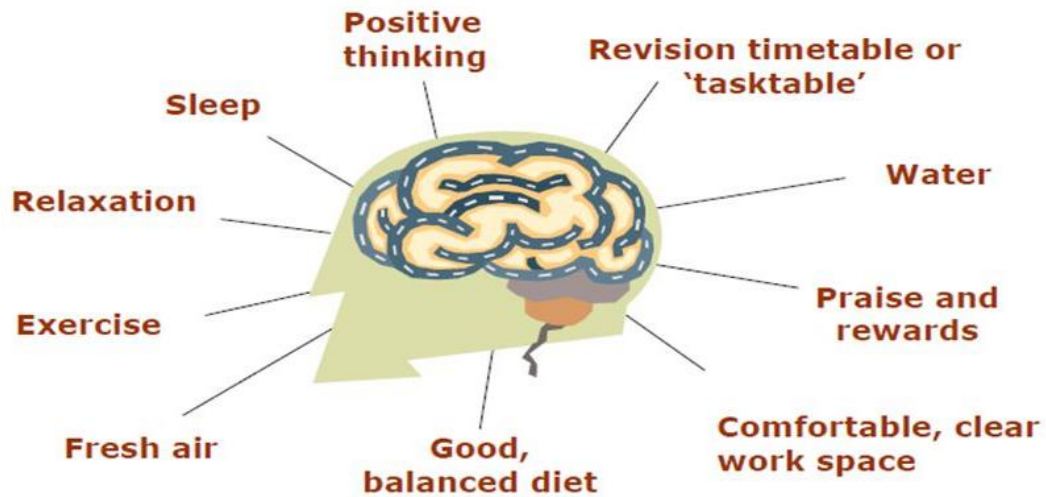 Positive
thinking
Revision timetable or
‘tasktable’
Sleep
Water
Relaxation
Praise and
rewards
Exercise
Comfortable, clear
work space
Fresh air
Good,
balanced diet